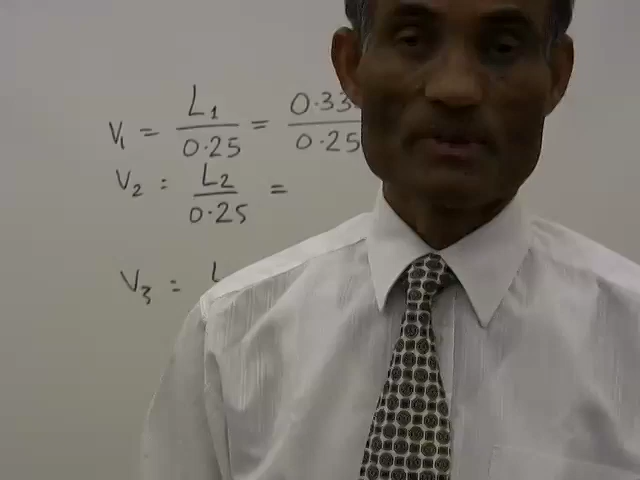 V₁ = L₁/0.25 = 0.33/0.25
V₂ = L₂/0.25 =
V₃ =